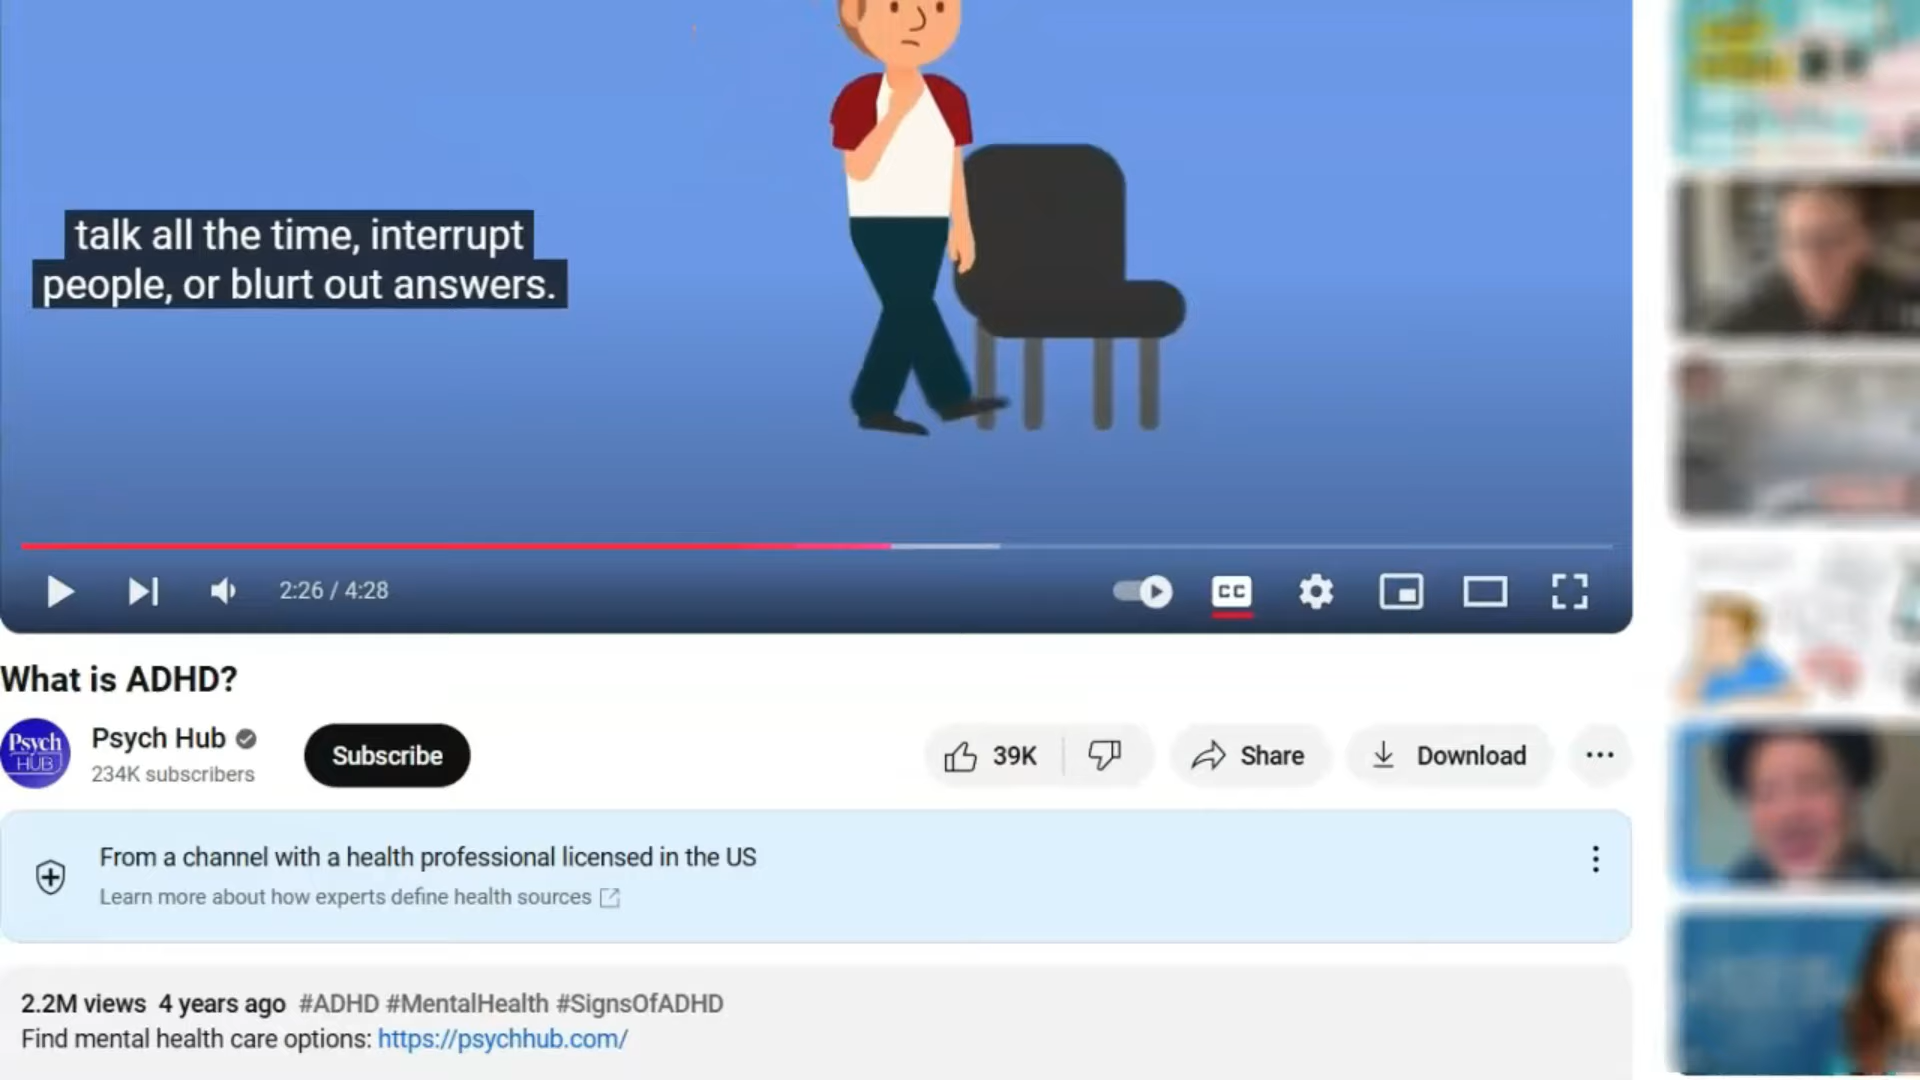 talk all the time, interrupt
people, or blurt out answers.
2:26 / 4:28
CC
What is ADHD?
Psych HUB
Psych Hub
234K subscribers
Subscribe
39K
Share
Download
From a channel with a health professional licensed in the US
Learn more about how experts define health sources
2.2M views 4 years ago #ADHD #MentalHealth #SignsOfADHD
Find mental health care options: https://psychhub.com/